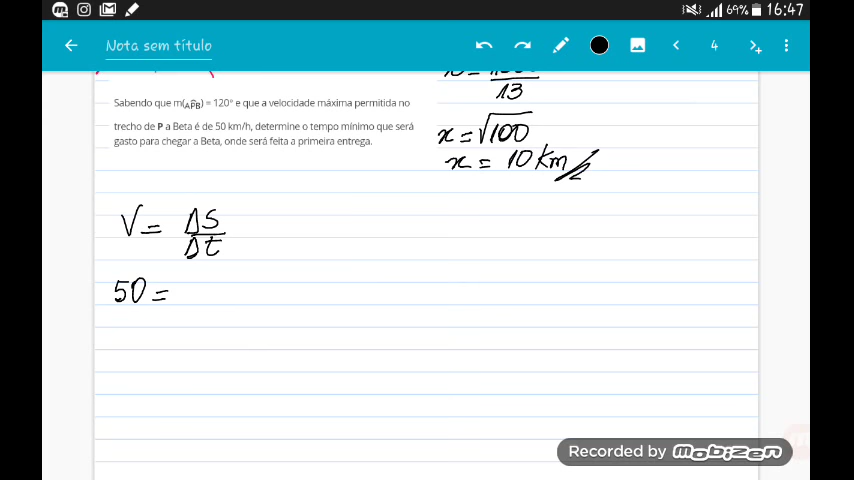 69% 16:47
Nota sem título
4
13
Sabendo que m(APB) = 120° e que a velocidade máxima permitida no
trecho de P a Beta é de 50 km/h, determine o tempo mínimo que será
gasto para chegar a Beta, onde será feita a primeira entrega.
x = √100
x = 10 Km
V = ΔS
Δt
50 =
Recorded by mobizen